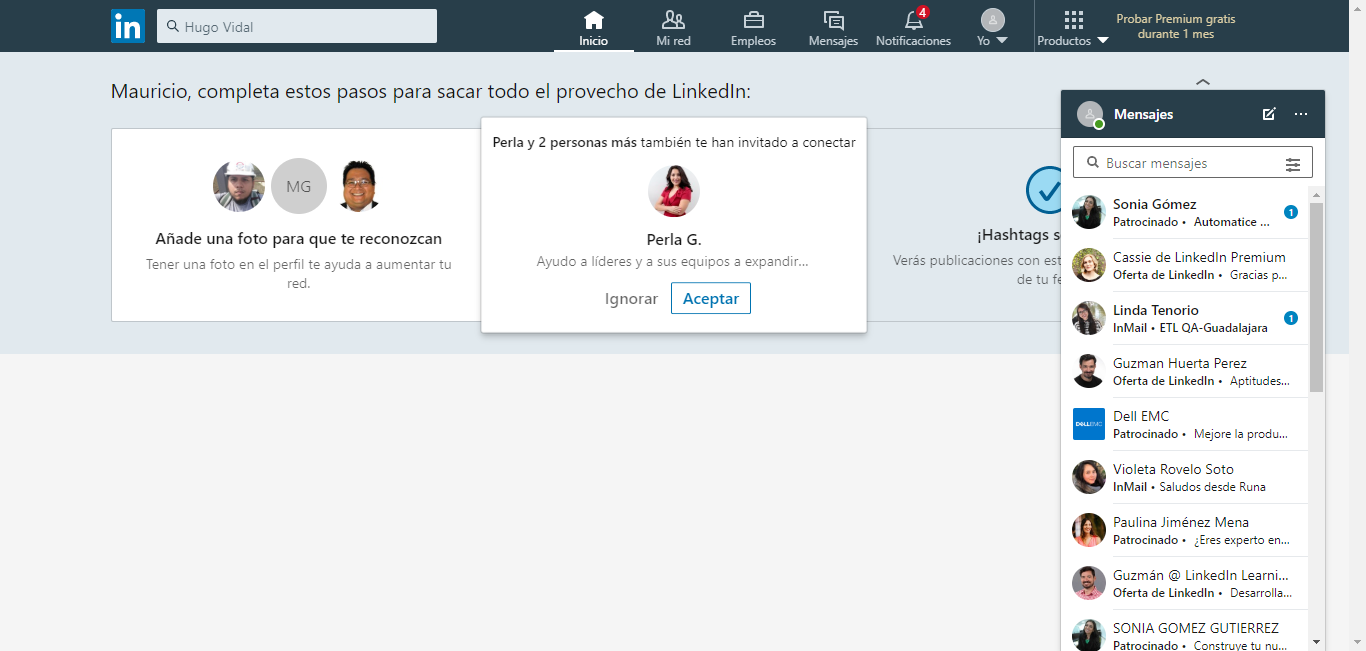 in
Hugo Vidal
Inicio
Mi red
Empleos
Mensajes
4
Notificaciones
Yo
Productos
Probar Premium gratis
durante 1 mes
Mauricio, completa estos pasos para sacar todo el provecho de LinkedIn:
MG
Añade una foto para que te reconozcan
Tener una foto en el perfil te ayuda a aumentar tu
red.
Perla y 2 personas más también te han invitado a conectar
Perla G.
Ayudo a líderes y a sus equipos a expandir...
Ignorar
Aceptar
¡Hashtags s
Verás publicaciones con est
de tu fe
Mensajes
Buscar mensajes
Sonia Gómez
Patrocinado • Automatice ...
1
Cassie de LinkedIn Premium
Oferta de LinkedIn • Gracias p...
Linda Tenorio
InMail • ETL QA-Guadalajara
1
Guzman Huerta Perez
Oferta de LinkedIn • Aptitudes...
DELLEMC
Dell EMC
Patrocinado • Mejore la produ...
Violeta Rovelo Soto
InMail • Saludos desde Runa
Paulina Jiménez Mena
Patrocinado • ¿Eres experto en...
Guzmán @ LinkedIn Learni...
Oferta de LinkedIn • Desarrolla...
SONIA GOMEZ GUTIERREZ
Patrocinado • Construye tu nu...